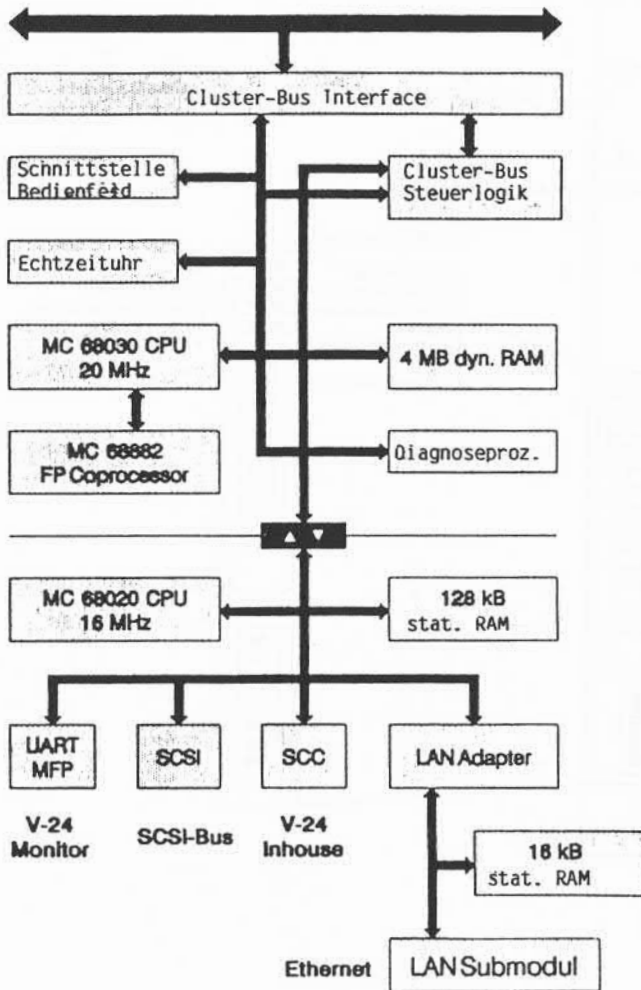 Cluster-Bus Interface
Schnittstelle
Bedienfeld
Cluster-Bus
Steuerlogik
Echtzeituhr
MC 68030 CPU
20 MHz
4 MB dyn. RAM
MC 68882
FP Coprocessor
Diagnoseproz.
MC 68020 CPU
16 MHz
128 kB
stat. RAM
UART
MFP
SCSI
SCC
LAN Adapter
V-24
Monitor
SCSI-Bus
V-24
Inhouse
16 kB
stat. RAM
Ethernet
LAN Submodul